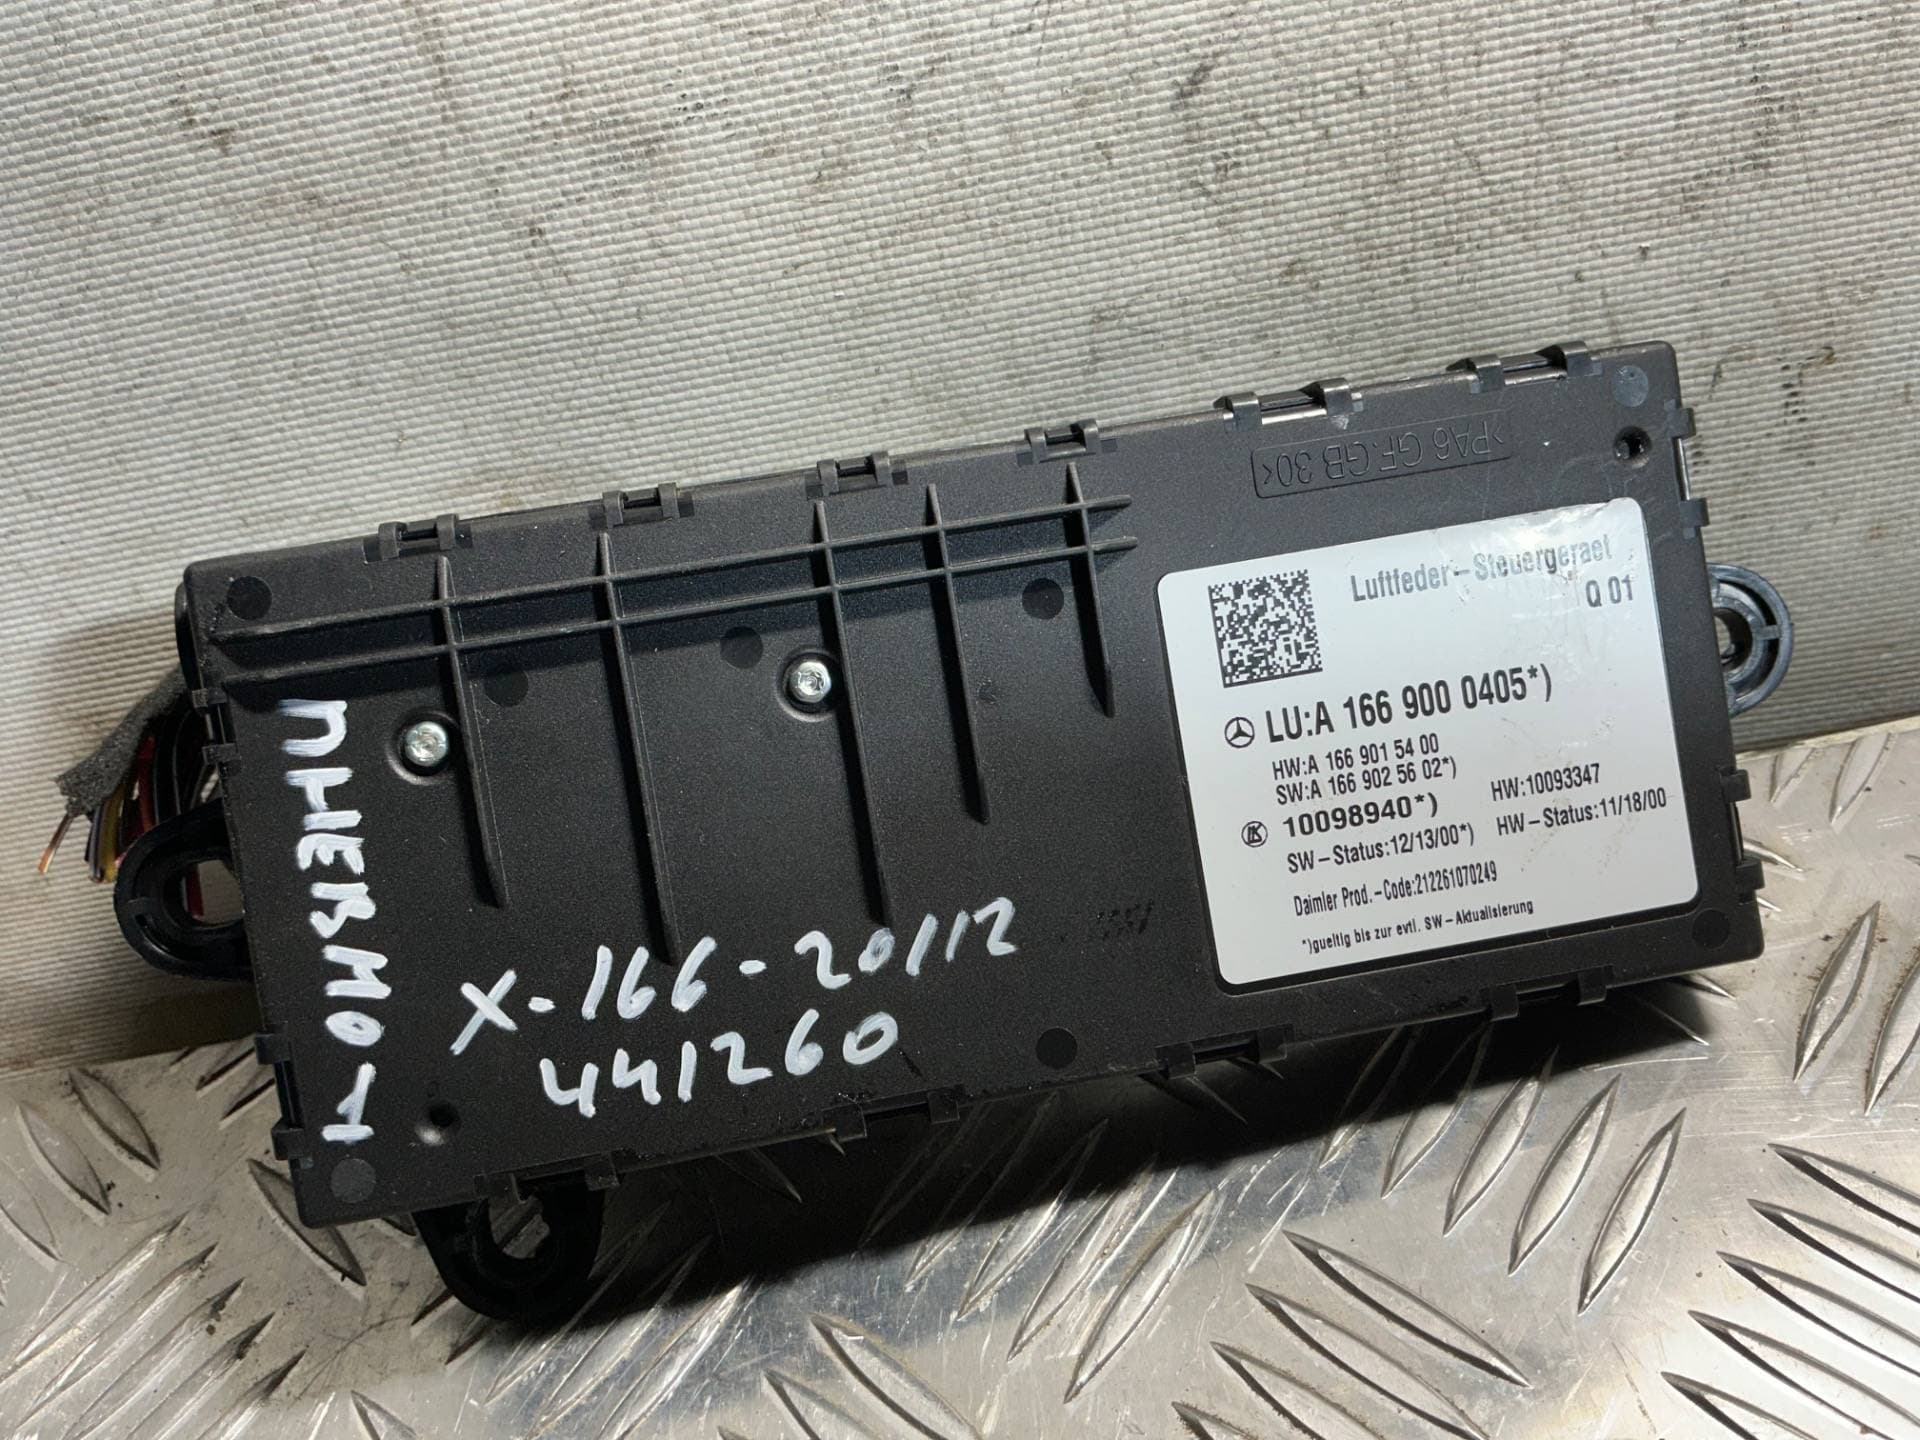 >PA6 GF.GB 30<
Luftfeder-Steuergeraet
Q 01
LU:A 166 900 0405*)
HW:A 166 901 54 00
SW:A 166 902 56 02*)
10098940*)
HW:10093347
SW-Status:12/13/00*)
HW-Status:11/18/00
Daimler Prod.-Code:212261070249
*)gueltig bis zur evtl. SW-Aktualisierung
ПНЕВМО-1
X-166-20112
441260